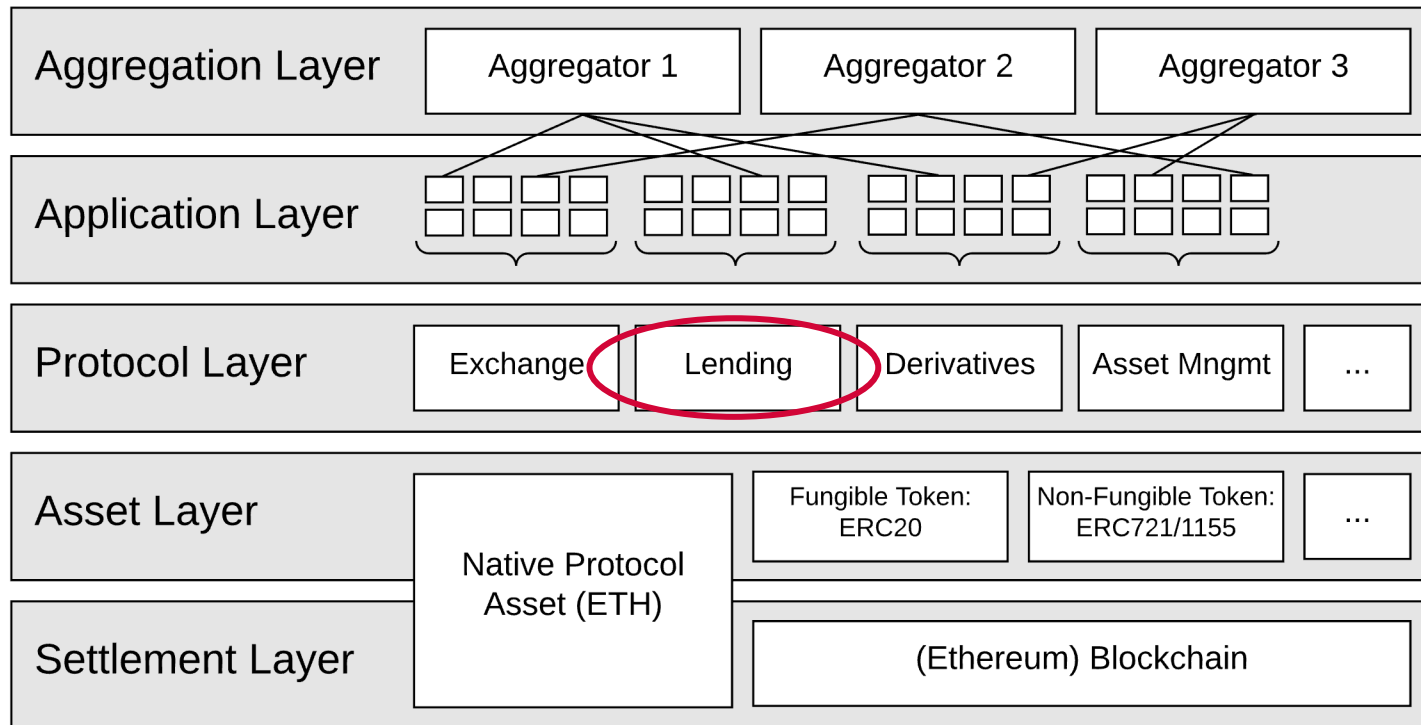 Aggregation Layer
Aggregator 1
Aggregator 2
Aggregator 3
Application Layer
Protocol Layer
Exchange
Lending
Derivatives
Asset Mngmt
...
Asset Layer
Native Protocol
Asset (ETH)
Fungible Token:
ERC20
Non-Fungible Token:
ERC721/1155
...
Settlement Layer
(Ethereum) Blockchain